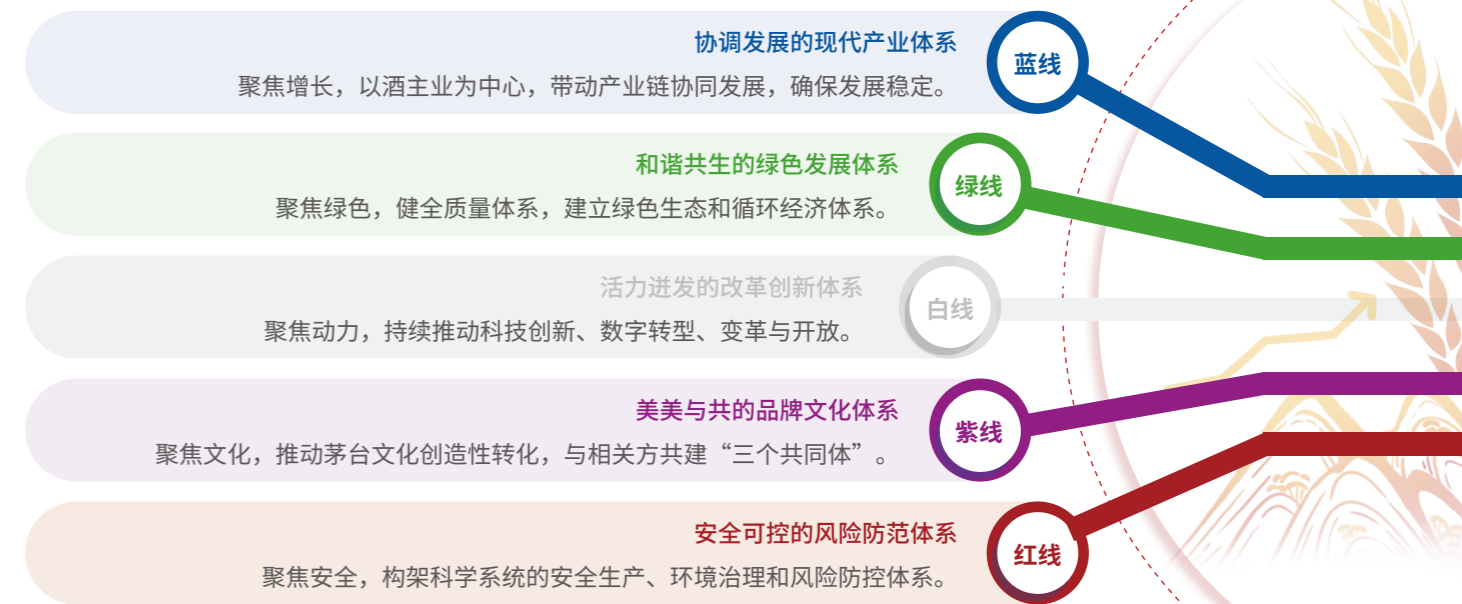 协调发展的现代产业体系
聚焦增长，以酒主业为中心，带动产业链协同发展，确保发展稳定。
蓝线
和谐共生的绿色发展体系
聚焦绿色，健全质量体系，建立绿色生态和循环经济体系。
绿线
活力迸发的改革创新体系
聚焦动力，持续推动科技创新、数字转型、变革与开放。
白线
美美与共的品牌文化体系
聚焦文化，推动茅台文化创造性转化，与相关方共建“三个共同体”。
紫线
安全可控的风险防范体系
聚焦安全，构架科学系统的安全生产、环境治理和风险防控体系。
红线